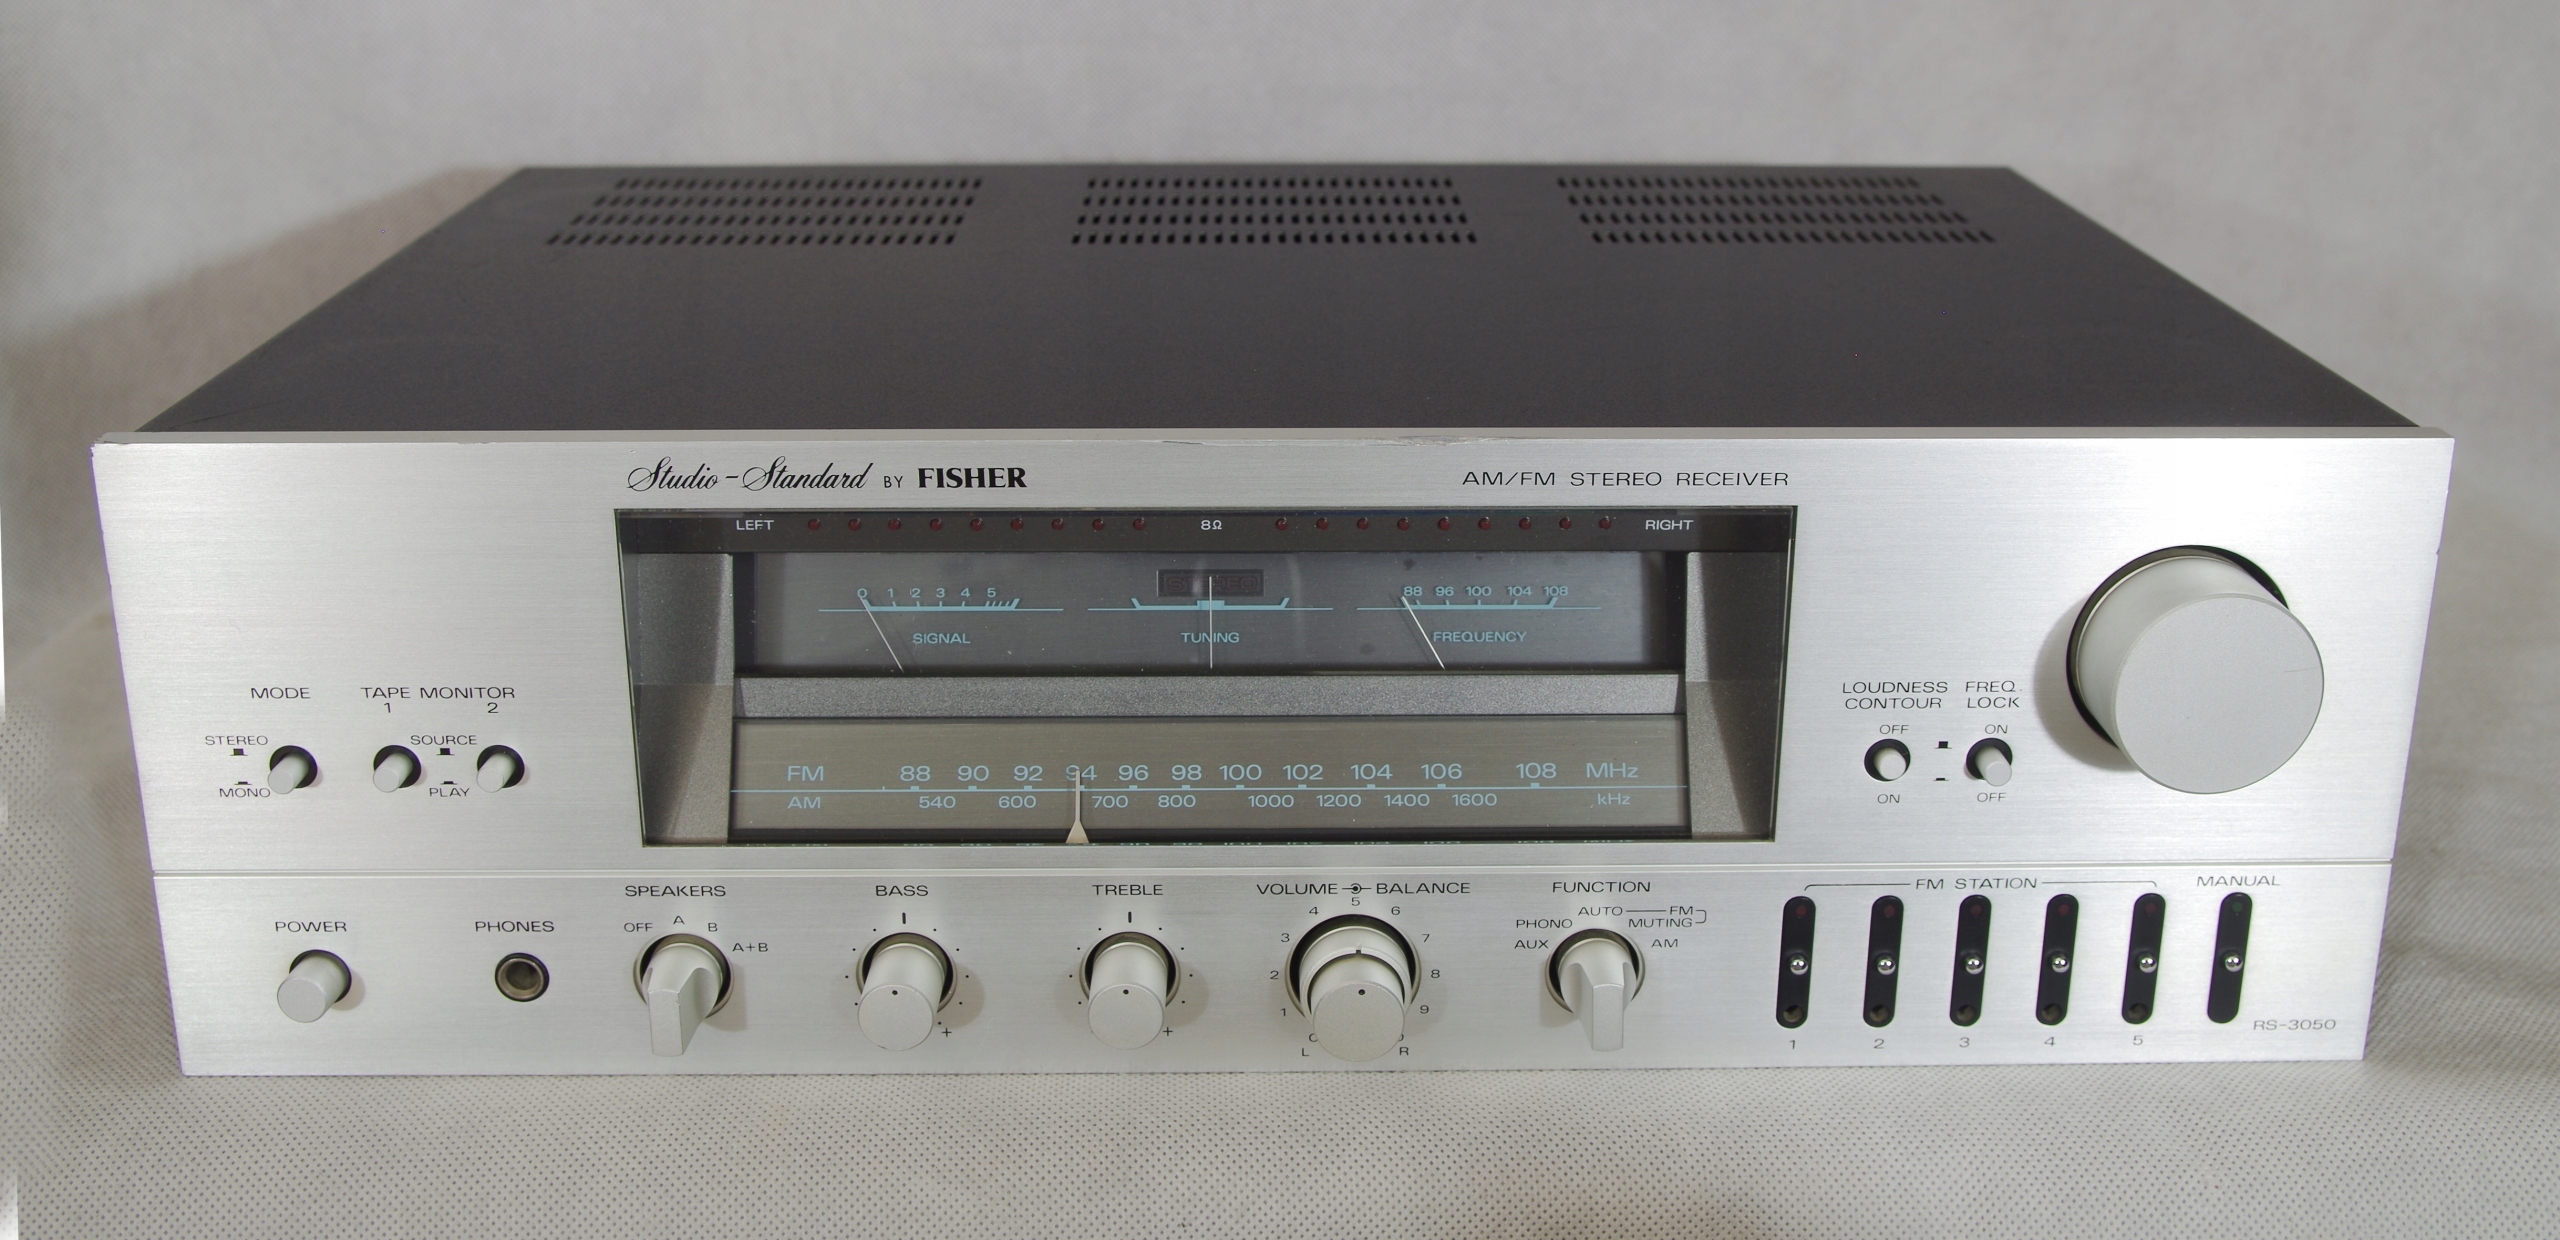 Studio-Standard BY FISHER
AM/FM STEREO RECEIVER
LEFT 8Ω RIGHT
STEREO
0 1 2 3 4 5
SIGNAL
TUNING
88 96 100 104 108
FREQUENCY
FM 88 90 92 94 96 98 100 102 104 106 108 MHz
AM 540 600 700 800 1000 1200 1400 1600 kHz
MODE
STEREO
MONO
TAPE MONITOR
1 2
SOURCE
PLAY
LOUDNESS
CONTOUR
OFF
ON
FREQ.
LOCK
ON
OFF
POWER
PHONES
SPEAKERS
OFF A B A+B
BASS
+
TREBLE
+
VOLUME BALANCE
1 2 3 4 5 6 7 8 9
L R
FUNCTION
AUX PHONO AUTO FM
MUTING
AM
FM STATION
1 2 3 4 5
MANUAL
RS-3050